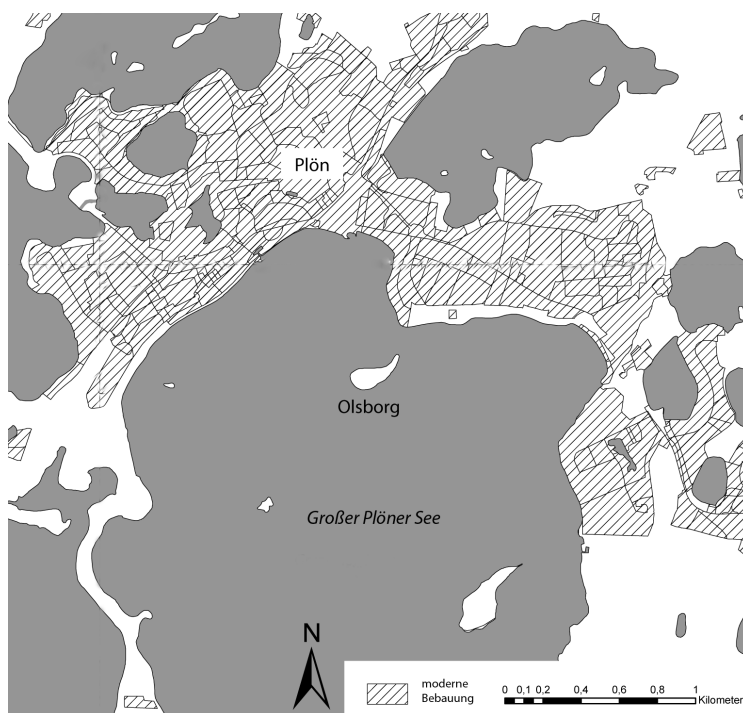 Plön
Olsborg
Großer Plöner See
N
moderne
Bebauung
0 0,1 0,2 0,4 0,6 0,8 1
Kilometer